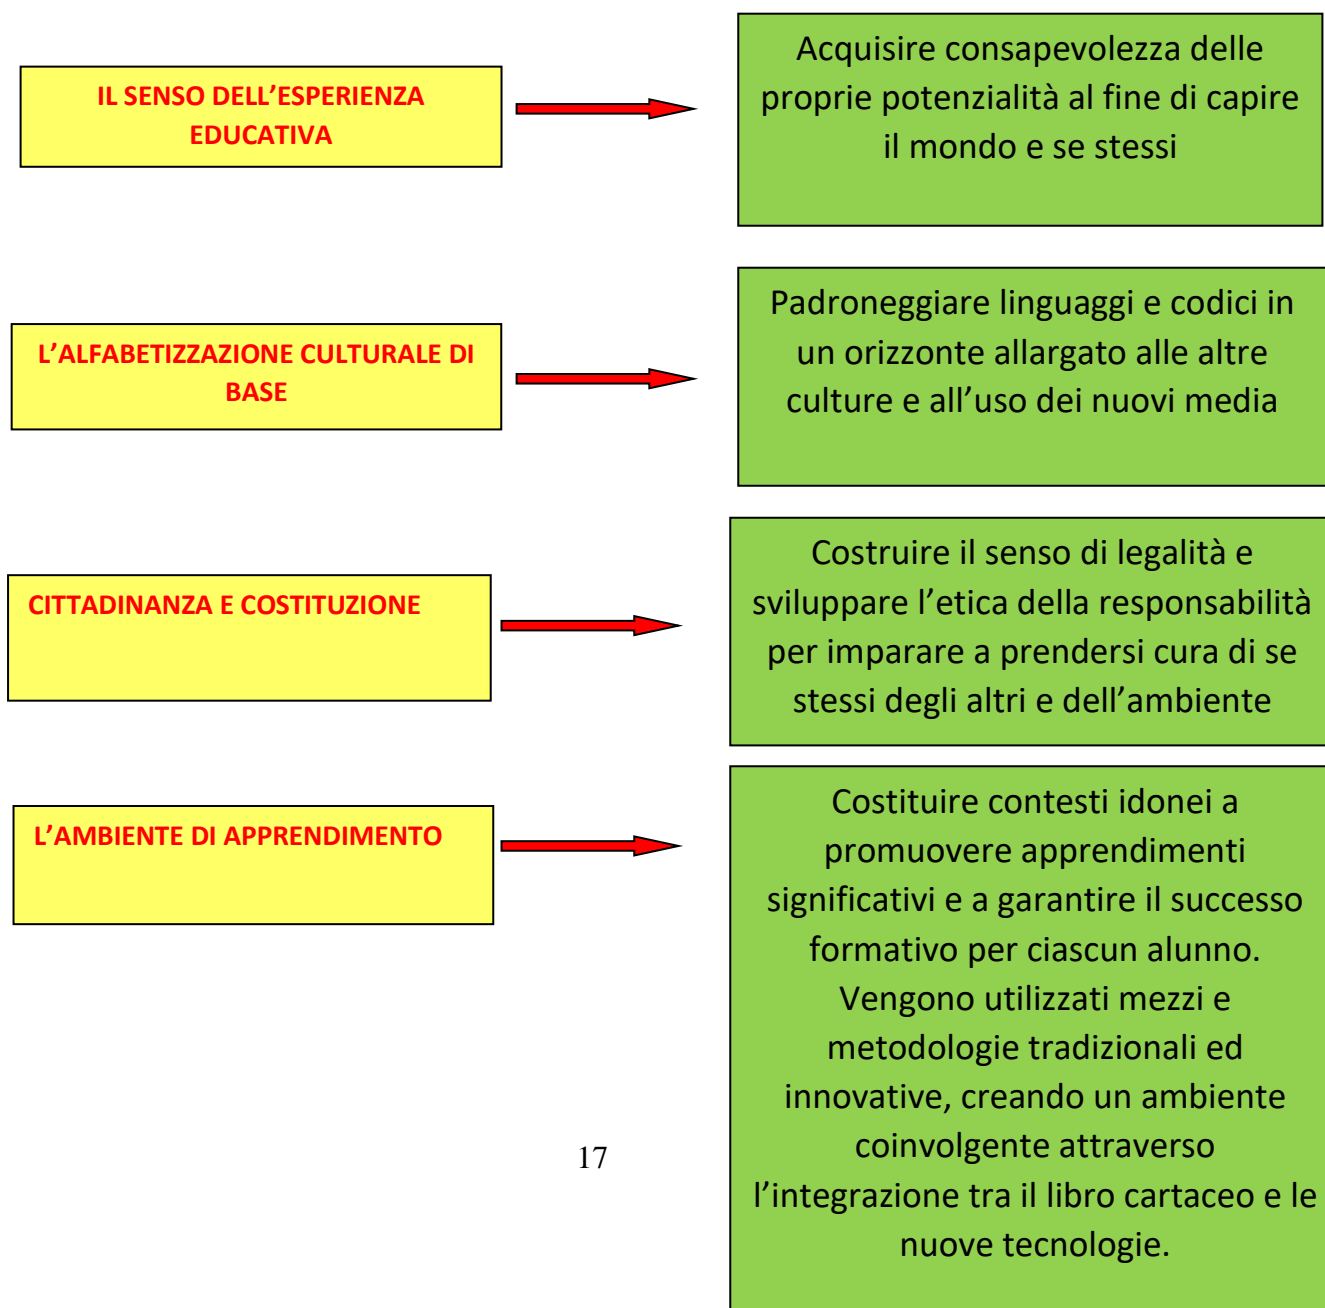 IL SENSO DELL’ESPERIENZA
EDUCATIVA
Acquisire consapevolezza delle
proprie potenzialità al fine di capire
il mondo e se stessi
L’ALFABETIZZAZIONE CULTURALE DI
BASE
Padroneggiare linguaggi e codici in
un orizzonte allargato alle altre
culture e all’uso dei nuovi media
CITTADINANZA E COSTITUZIONE
Costruire il senso di legalità e
sviluppare l’etica della responsabilità
per imparare a prendersi cura di se
stessi degli altri e dell’ambiente
L’AMBIENTE DI APPRENDIMENTO
Costituire contesti idonei a
promuovere apprendimenti
significativi e a garantire il successo
formativo per ciascun alunno.
Vengono utilizzati mezzi e
metodologie tradizionali ed
innovative, creando un ambiente
coinvolgente attraverso
l’integrazione tra il libro cartaceo e le
nuove tecnologie.
17